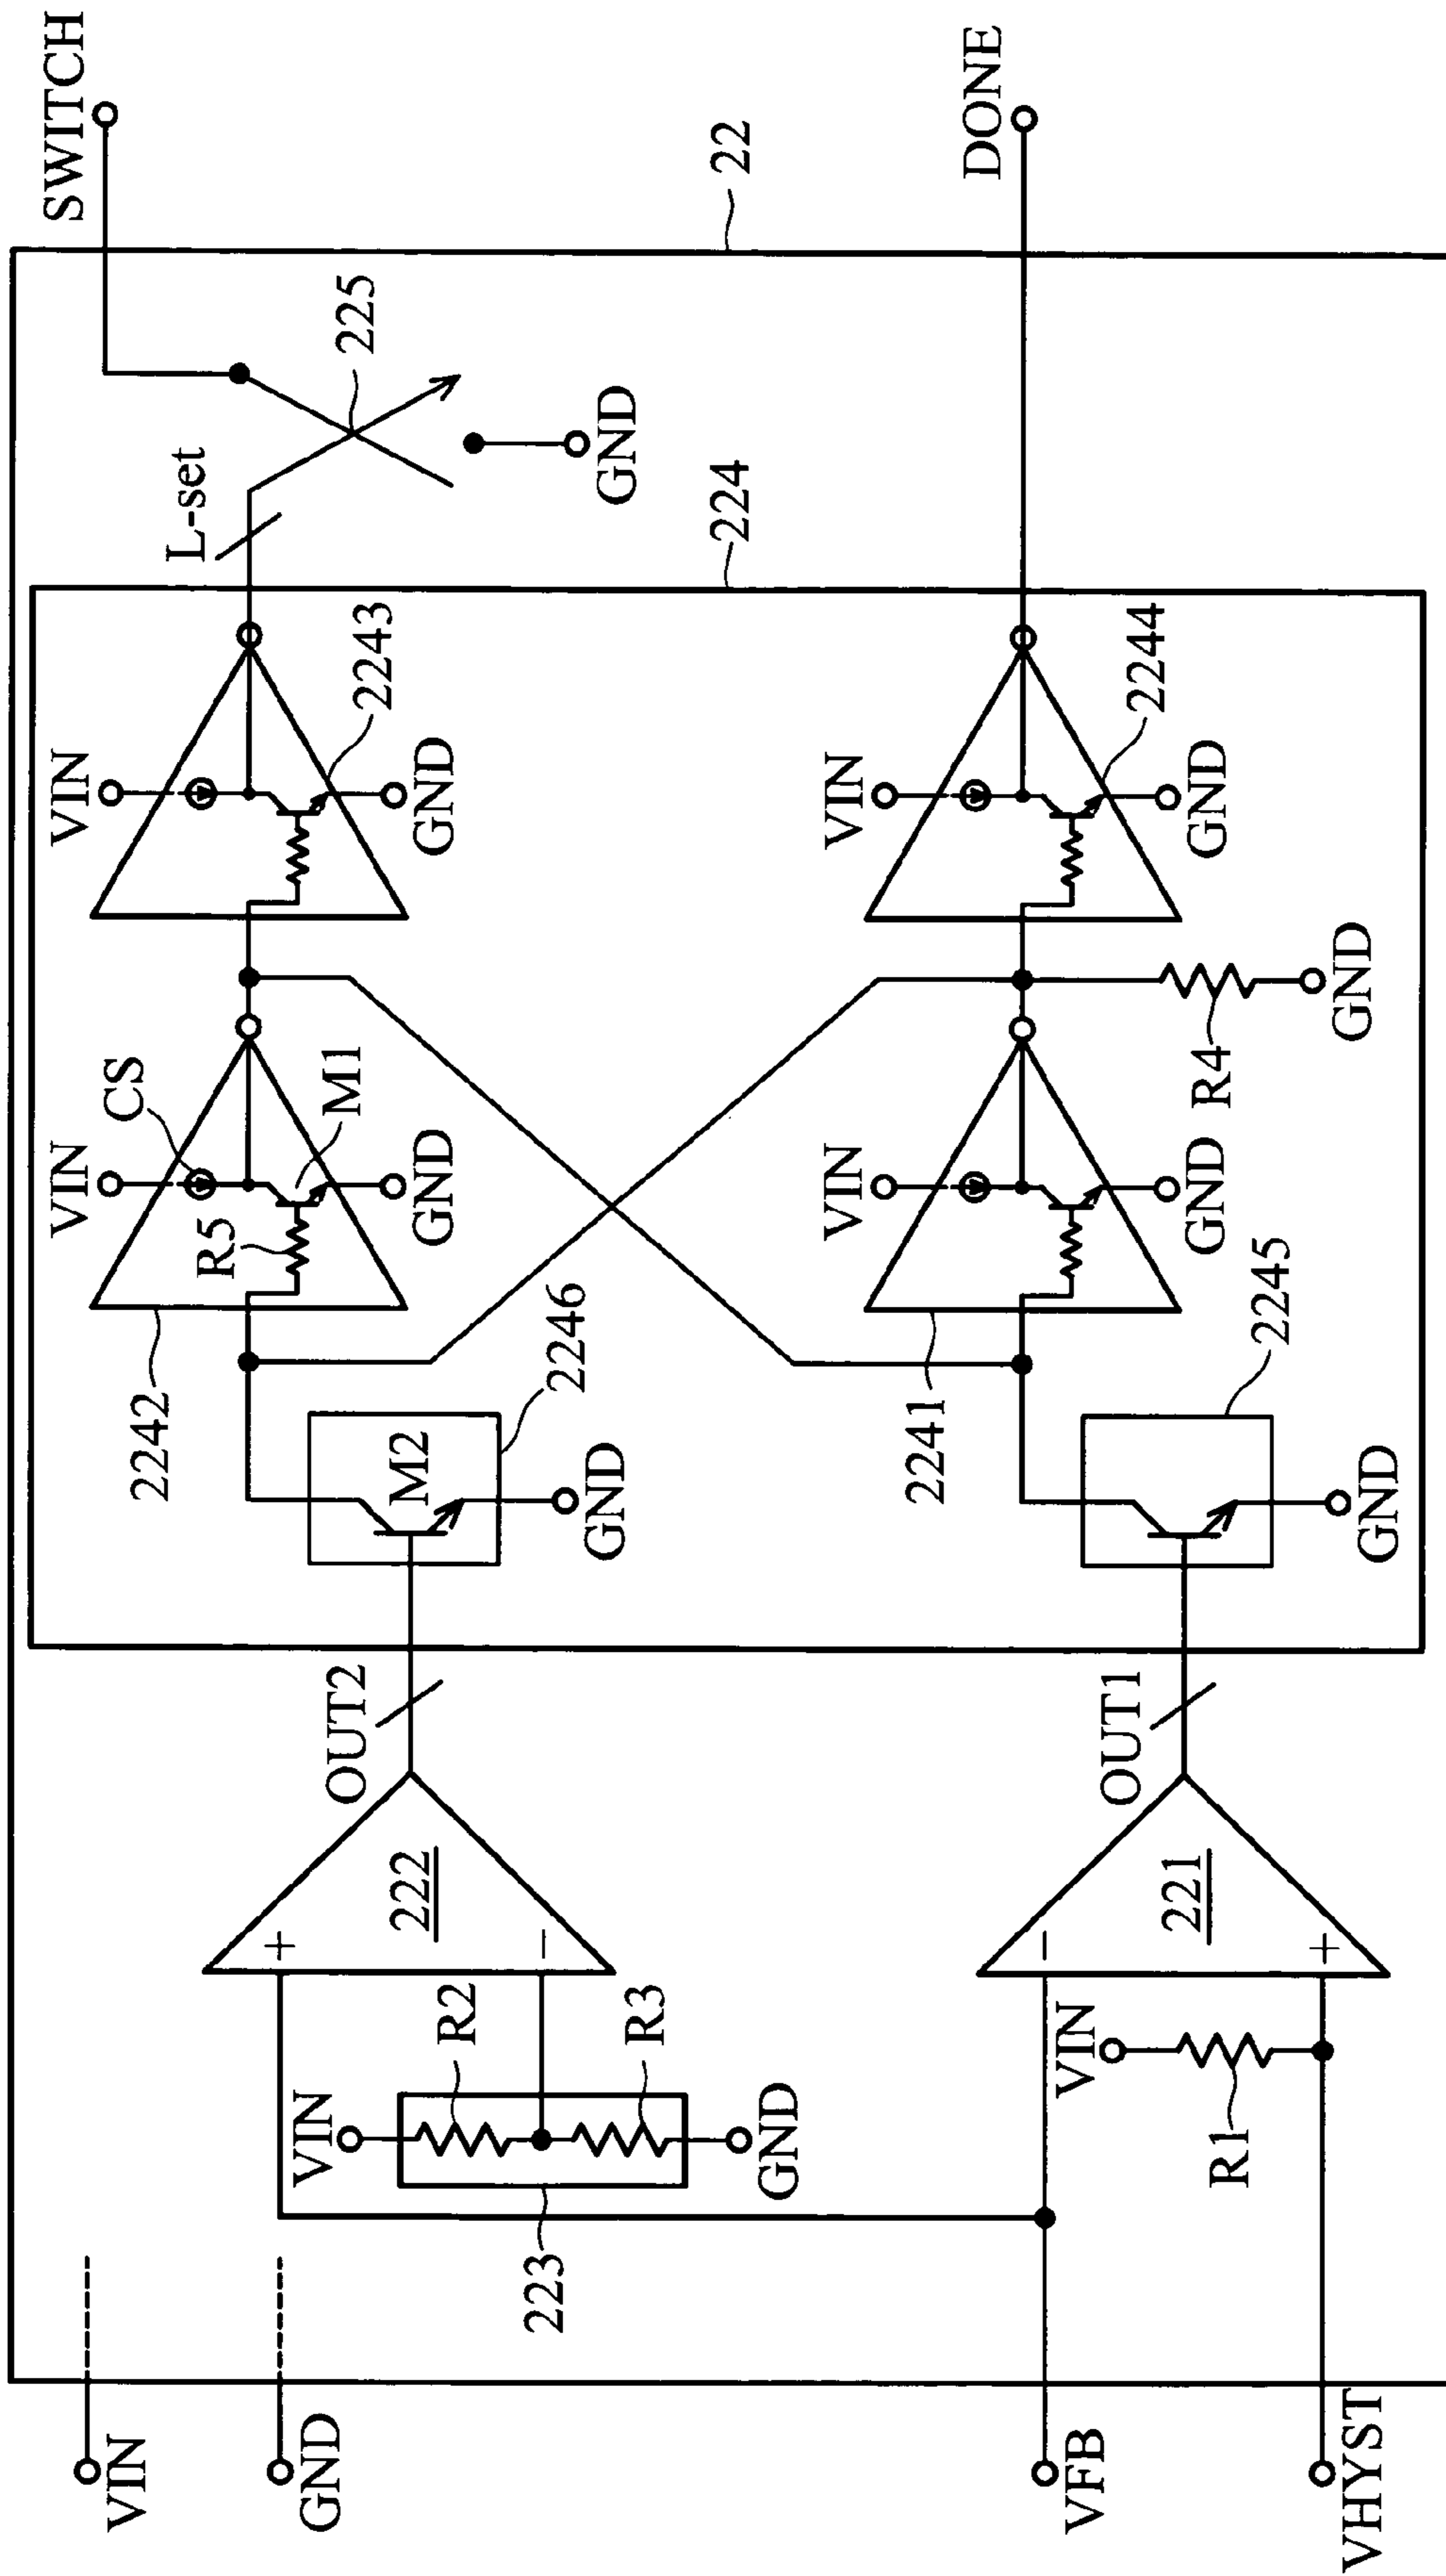 SWITCH
DONE
22
225
L-set
GND
224
VIN
2243
GND
VIN
2244
GND
VIN
CS
M1
R5
GND
2242
VIN
GND
2241
R4
GND
2246
M2
GND
2245
GND
OUT2
OUT1
222
+
−
221
−
+
VIN
R2
R3
GND
223
VIN
R1
VIN
GND
VFB
VHYST